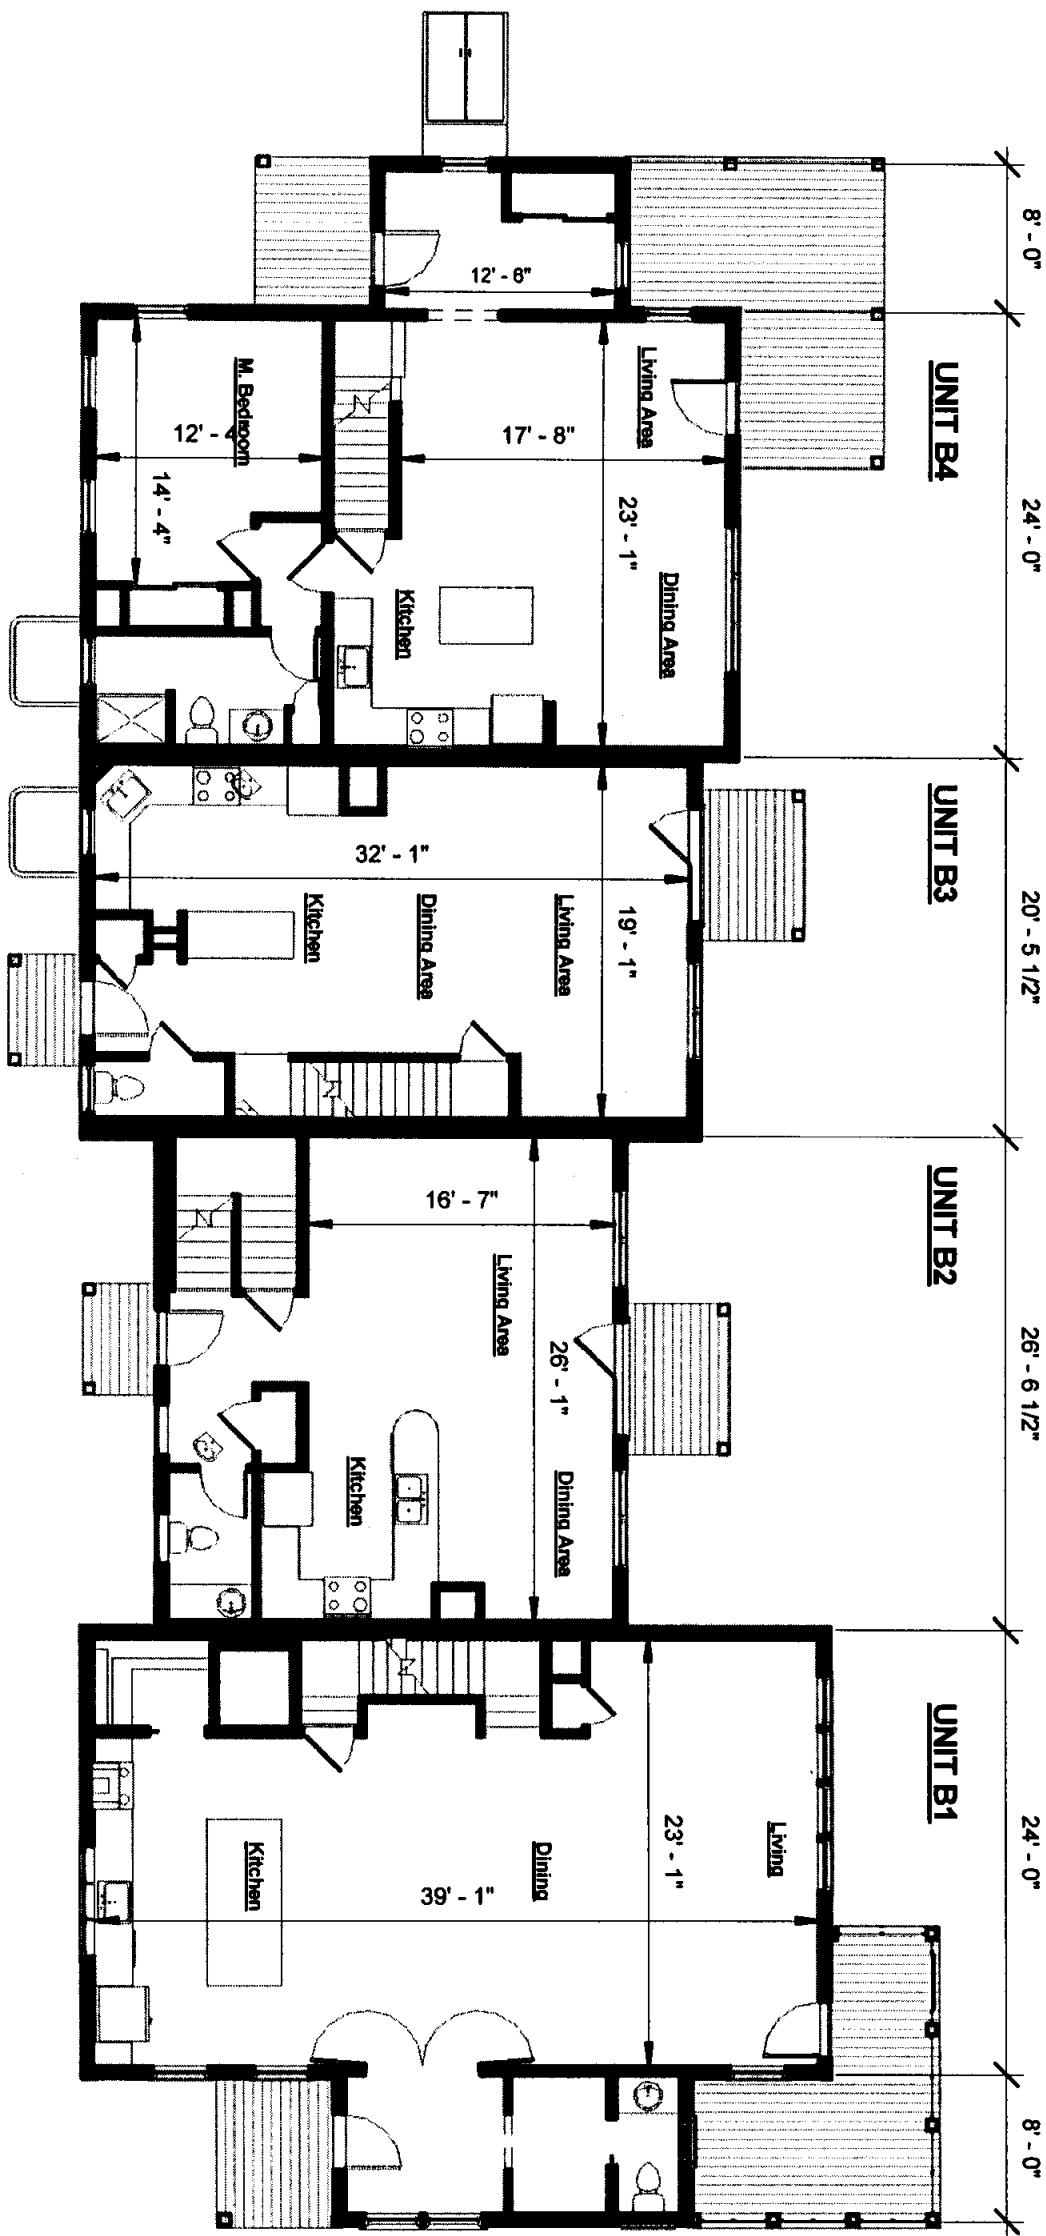 8' - 0"
UNIT B4
24' - 0"
12' - 6"
Living Area
M. Bedroom
12' - 4
17' - 8"
14' - 4"
23' - 1"
Dining Area
Kitchen
UNIT B3
20' - 5 1/2"
32' - 1"
19' - 1"
Living Area
Dining Area
Kitchen
UNIT B2
26' - 6 1/2"
16' - 7"
Living Area
26' - 1"
Dining Area
Kitchen
UNIT B1
24' - 0"
23' - 1"
Living
Dining
Kitchen
39' - 1"
8' - 0"